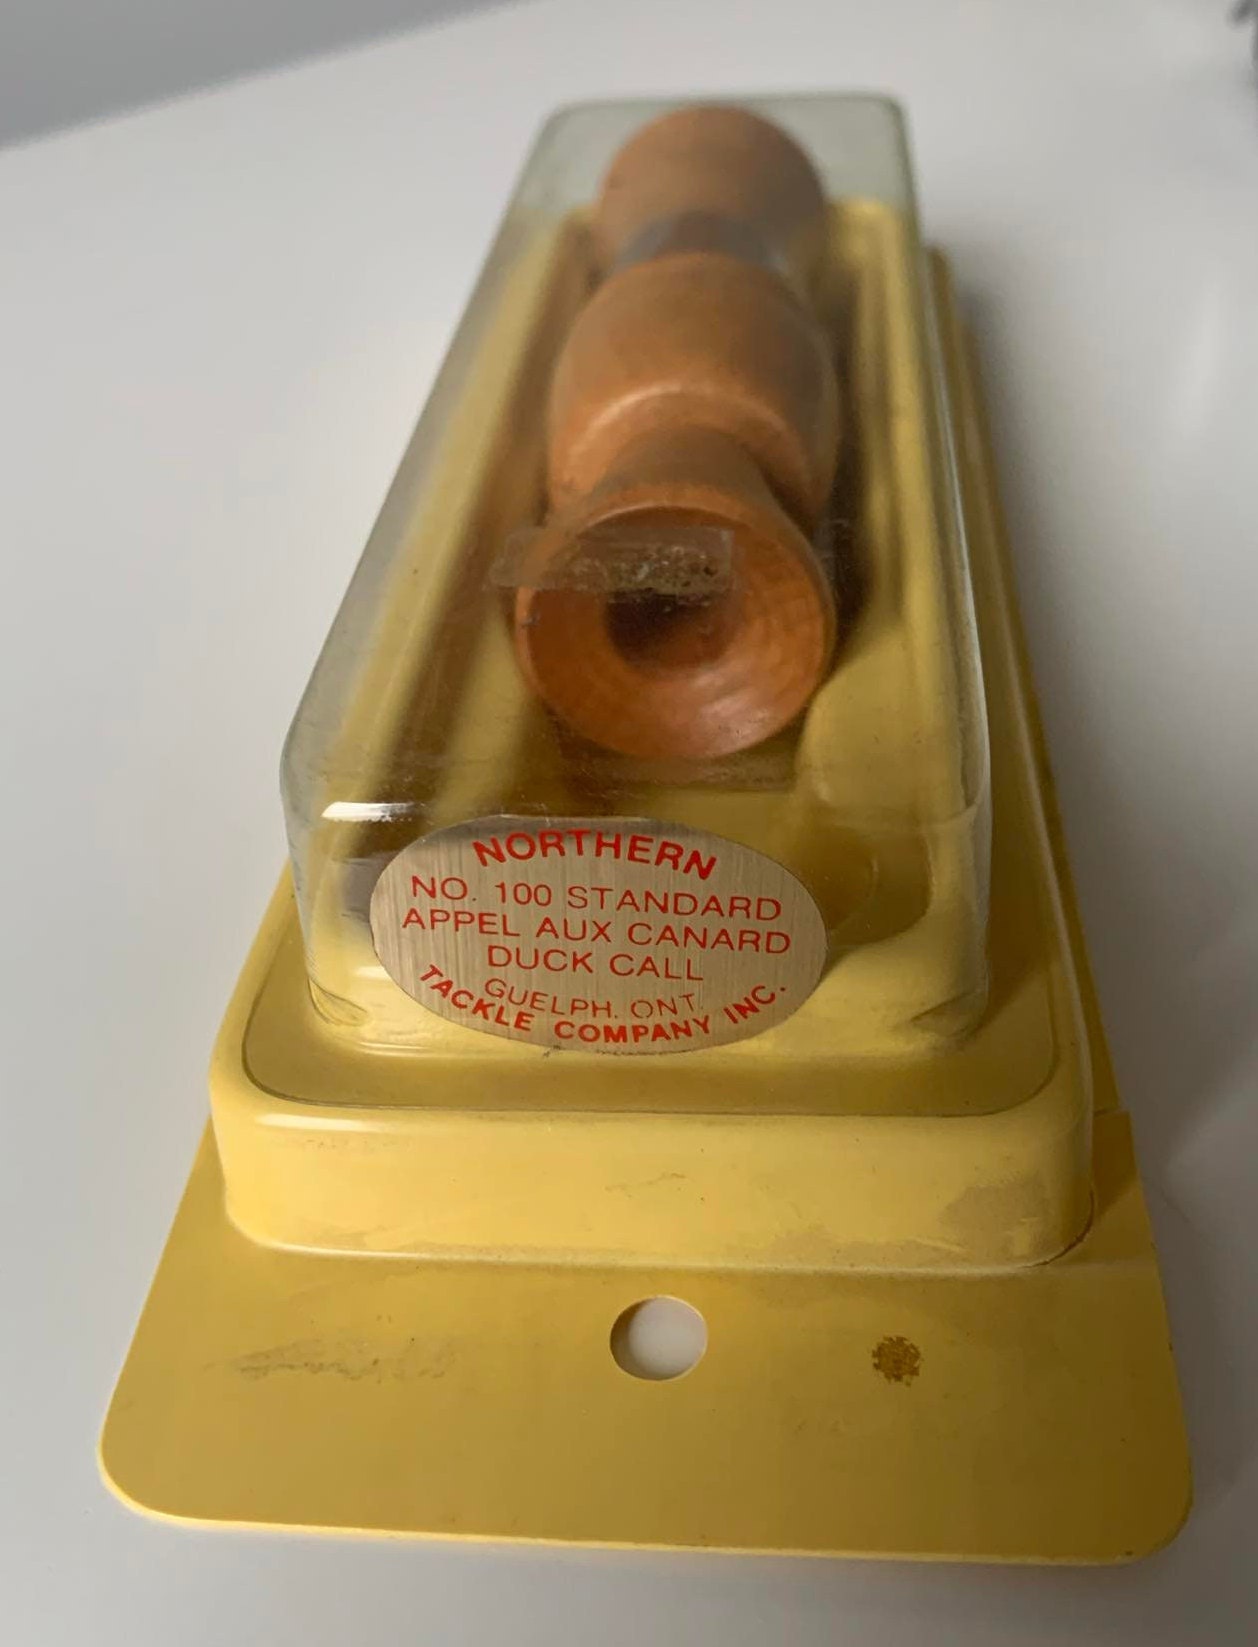 NORTHERN
NO. 100 STANDARD
APPEL AUX CANARD
DUCK CALL
GUELPH. ONT.
TACKLE COMPANY INC.